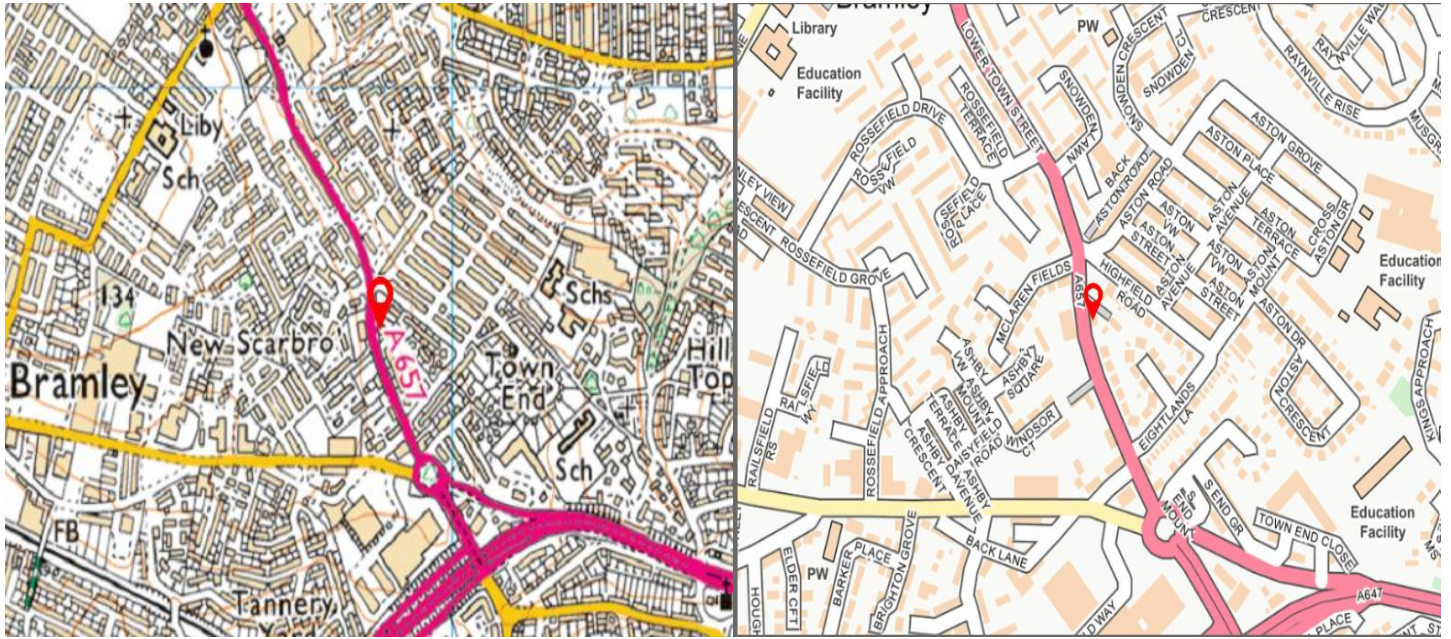 Liby
Sch
134
New Scarbro
Bramley
A 657
Schs
Town
End
Hill
Top
Sch
FB
Tannery
Bramley
Library
Education
Facility
PW
LOWER TOWN STREET
ROSSEFIELD
TERRACE
ROSSEFIELD DRIVE
ROSSEFIELD
VW
SNOWDEN
LAWN
SNOWDEN CRESCENT
SNOWDEN
CRESCENT
RAYNVILLE RISE
BACK
ASTON ROAD
ASTON ROAD
ASTON GROVE
ASTON PLACE
ASTON
AVENUE
ASTON
TERRACE
CROSS
ASTON GR
ASTON
VW
ASTON
STREET
ASTON
AVENUE
ASTON
VW
ASTON
STREET
ASTON
MOUNT
ASTON DR
ASTON
CRESCENT
HIGHFIELD
ROAD
MCLAREN FIELDS
A657
ROSSEFIELD GRO
ROSSEFIELD APPROACH
RAILSFIELD
ASHBY
SQUARE
ASHBY
VW
ASHBY
MOUNT
ASHBY
TERRACE
ASHBY
CRESCENT
ASHBY
AVENUE
DAISYFIELD
ROAD
WINDSOR
CT
EIGHTLANDS
LA
Education
Facility
Education
Facility
S END GR
TOWN END CLOSE
MOUNT
BACK LANE
PW
ELDER CFT
BARKER
PLACE
BRIGHTON GROVE
A647
PLACE